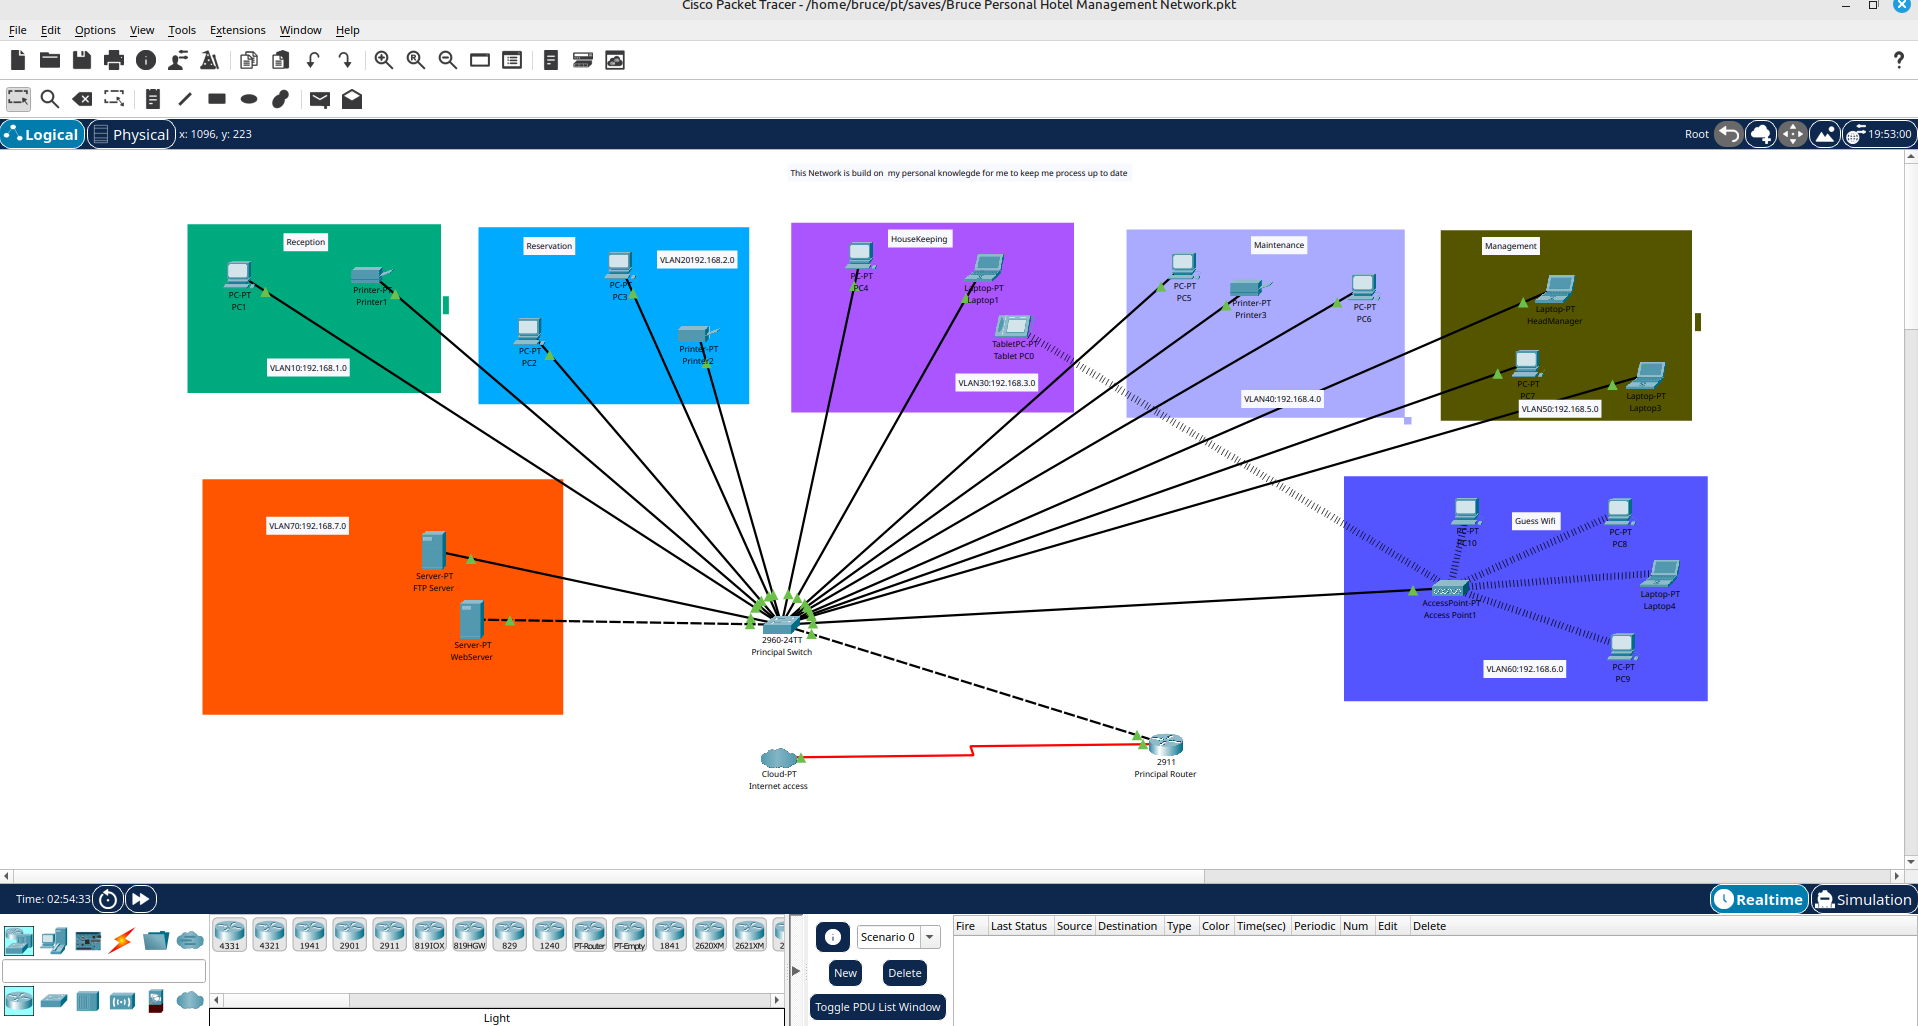 Cisco Packet Tracer - /home/bruce/pt/saves/Bruce Personal Hotel Management Network.pkt
File Edit Options View Tools Extensions Window Help
?
Logical Physical x: 1096, y: 223
Root 19:53:00
This Network is build on my personal knowlegde for me to keep me process up to date
Reception
PC-PT
PC1
Printer-PT
Printer1
VLAN10:192.168.1.0
Reservation
VLAN20192.168.2.0
PC-PT
PC3
PC-PT
PC2
Printer-PT
Printer2
HouseKeeping
PC-PT
PC4
Laptop-PT
Laptop1
TabletPC-PT
Tablet PC0
VLAN30:192.168.3.0
Maintenance
PC-PT
PC5
Printer-PT
Printer3
PC-PT
PC6
VLAN40:192.168.4.0
Management
Laptop-PT
HeadManager
PC-PT
PC7
Laptop-PT
Laptop3
VLAN50:192.168.5.0
VLAN70:192.168.7.0
Server-PT
FTP Server
Server-PT
WebServer
2960-24TT
Principal Switch
Guess Wifi
PC-PT
PC10
PC-PT
PC8
Laptop-PT
Laptop4
AccessPoint-PT
Access Point1
PC-PT
PC9
VLAN60:192.168.6.0
Cloud-PT
Internet access
2911
Principal Router
Time: 02:54:33
Realtime Simulation
4331 4321 1941 2901 2911 819IOX 819HGW 829 1240 PT-Router PT-Empty 1841 2620XM 2621XM 2
Light
Scenario 0
New Delete
Toggle PDU List Window
Fire Last Status Source Destination Type Color Time(sec) Periodic Num Edit Delete